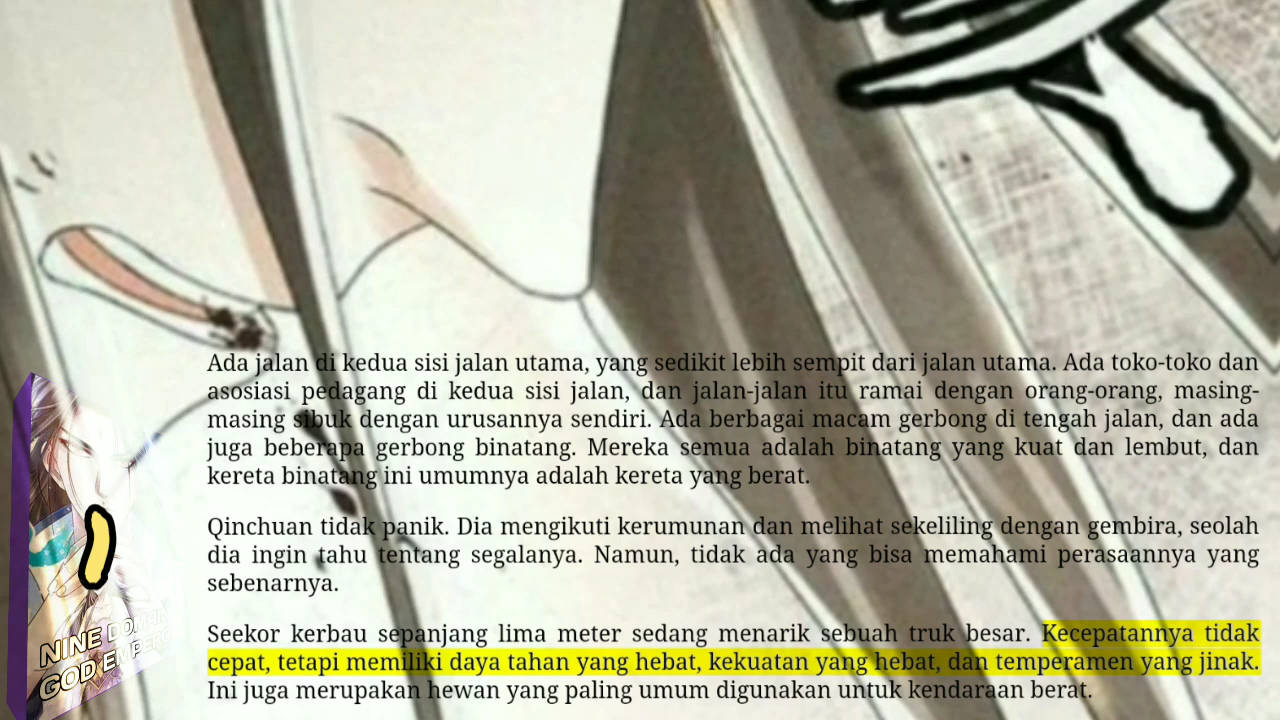 Ada jalan di kedua sisi jalan utama, yang sedikit lebih sempit dari jalan utama. Ada toko-toko dan
asosiasi pedagang di kedua sisi jalan, dan jalan-jalan itu ramai dengan orang-orang, masing-
masing sibuk dengan urusannya sendiri. Ada berbagai macam gerbong di tengah jalan, dan ada
juga beberapa gerbong binatang. Mereka semua adalah binatang yang kuat dan lembut, dan
kereta binatang ini umumnya adalah kereta yang berat.
Qinchuan tidak panik. Dia mengikuti kerumunan dan melihat sekeliling dengan gembira, seolah
dia ingin tahu tentang segalanya. Namun, tidak ada yang bisa memahami perasaannya yang
sebenarnya.
Seekor kerbau sepanjang lima meter sedang menarik sebuah truk besar. Kecepatannya tidak
cepat, tetapi memiliki daya tahan yang hebat, kekuatan yang hebat, dan temperamen yang jinak.
Ini juga merupakan hewan yang paling umum digunakan untuk kendaraan berat.
NINE
GOD